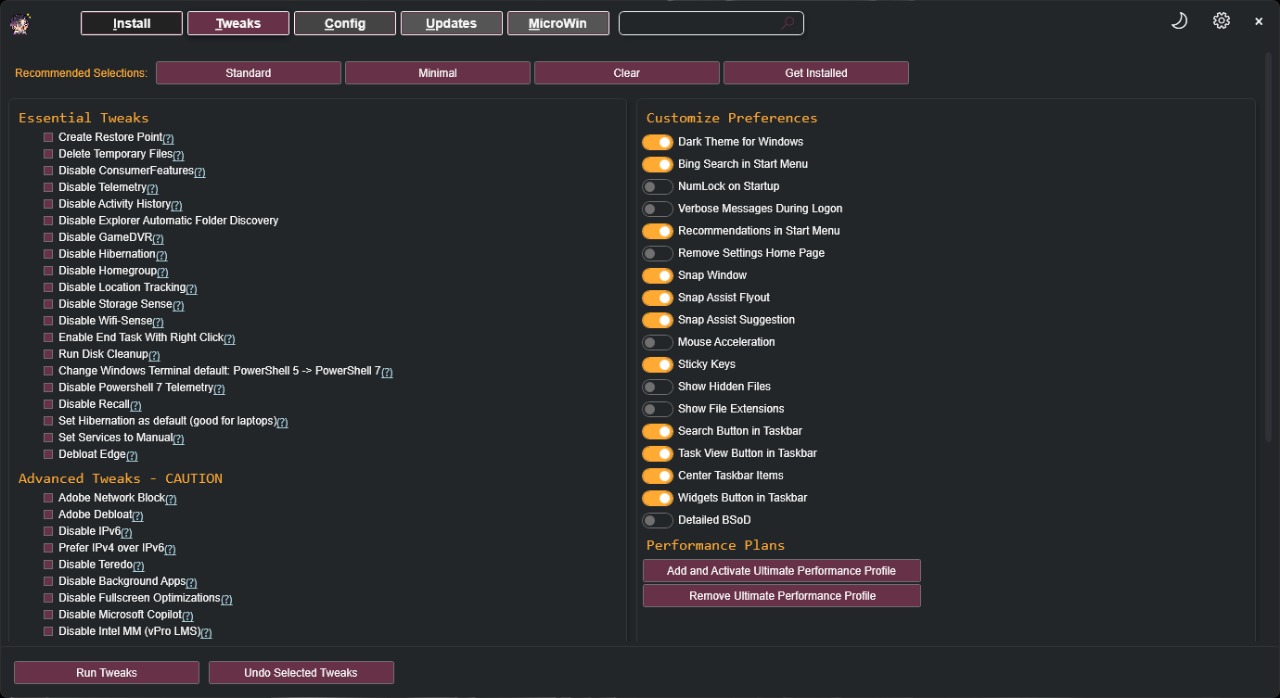 Install Tweaks Config Updates MicroWin
Recommended Selections: Standard Minimal Clear Get Installed
Essential Tweaks
Create Restore Point(?)
Delete Temporary Files(?)
Disable ConsumerFeatures(?)
Disable Telemetry(?)
Disable Activity History(?)
Disable Explorer Automatic Folder Discovery
Disable GameDVR(?)
Disable Hibernation(?)
Disable Homegroup(?)
Disable Location Tracking(?)
Disable Storage Sense(?)
Disable Wifi-Sense(?)
Enable End Task With Right Click(?)
Run Disk Cleanup(?)
Change Windows Terminal default: PowerShell 5 -> PowerShell 7(?)
Disable Powershell 7 Telemetry(?)
Disable Recall(?)
Set Hibernation as default (good for laptops)(?)
Set Services to Manual(?)
Debloat Edge(?)
Advanced Tweaks - CAUTION
Adobe Network Block(?)
Adobe Debloat(?)
Disable IPv6(?)
Prefer IPv4 over IPv6(?)
Disable Teredo(?)
Disable Background Apps(?)
Disable Fullscreen Optimizations(?)
Disable Microsoft Copilot(?)
Disable Intel MM (vPro LMS)(?)
Customize Preferences
Dark Theme for Windows
Bing Search in Start Menu
NumLock on Startup
Verbose Messages During Logon
Recommendations in Start Menu
Remove Settings Home Page
Snap Window
Snap Assist Flyout
Snap Assist Suggestion
Mouse Acceleration
Sticky Keys
Show Hidden Files
Show File Extensions
Search Button in Taskbar
Task View Button in Taskbar
Center Taskbar Items
Widgets Button in Taskbar
Detailed BSoD
Performance Plans
Add and Activate Ultimate Performance Profile
Remove Ultimate Performance Profile
Run Tweaks Undo Selected Tweaks